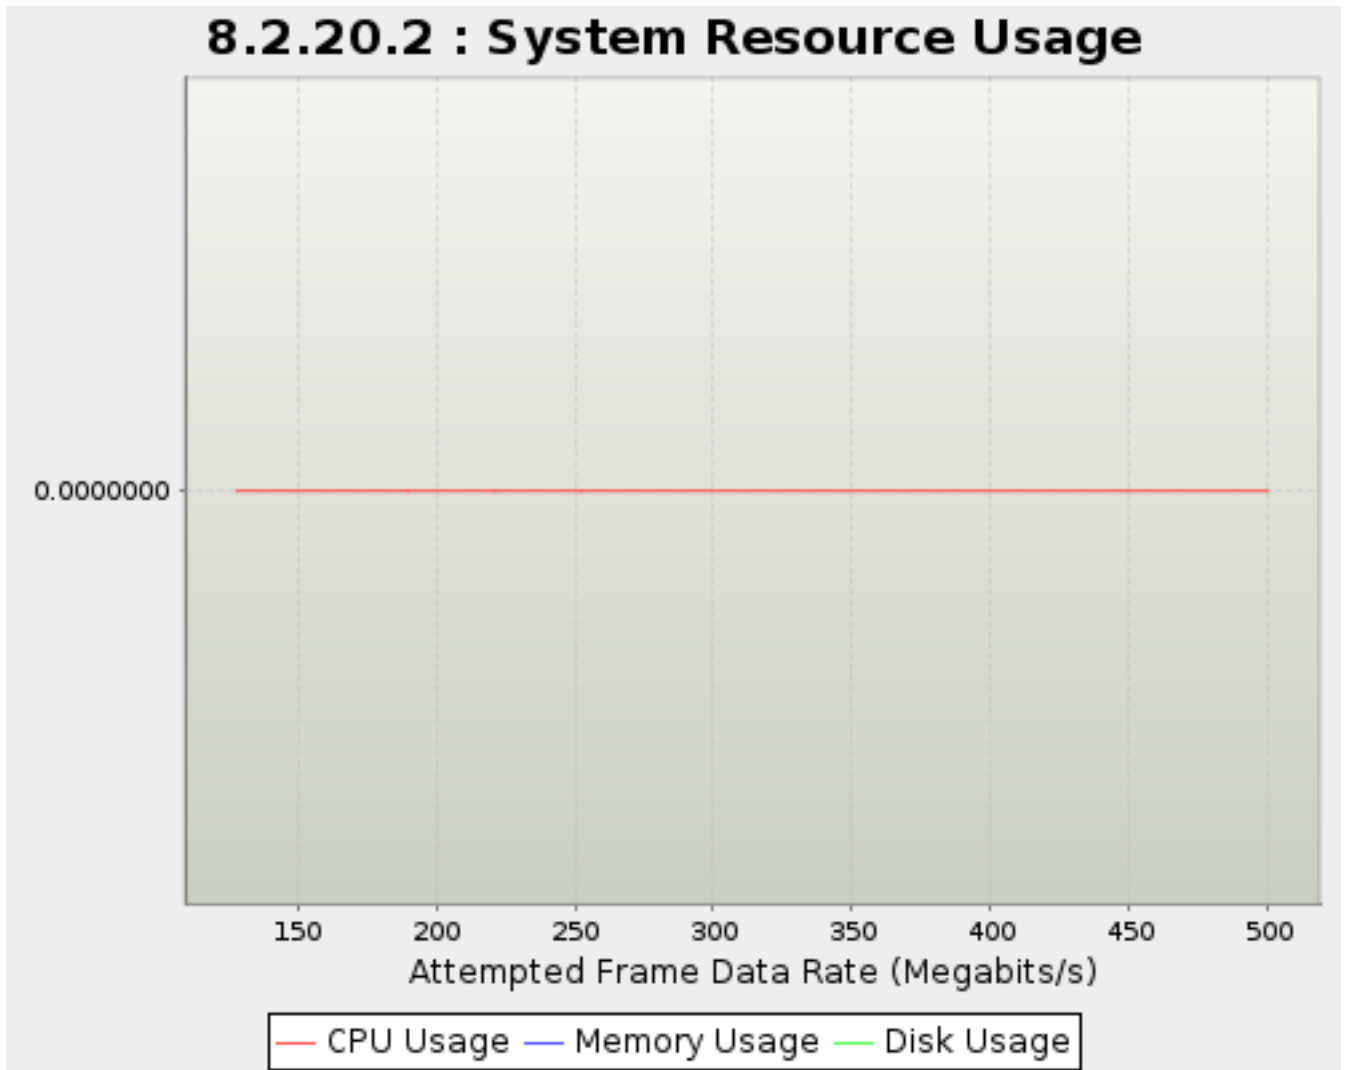 8.2.20.2 : System Resource Usage
0.0000000
150 200 250 300 350 400 450 500
Attempted Frame Data Rate (Megabits/s)
CPU Usage Memory Usage Disk Usage